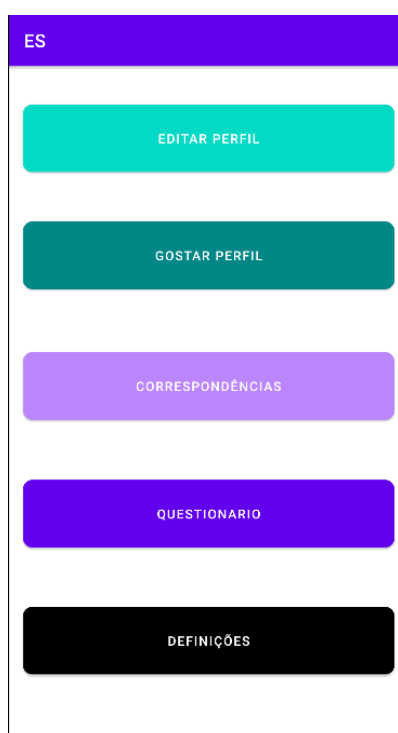 ES
EDITAR PERFIL
GOSTAR PERFIL
CORRESPONDÊNCIAS
QUESTIONARIO
DEFINIÇÕES